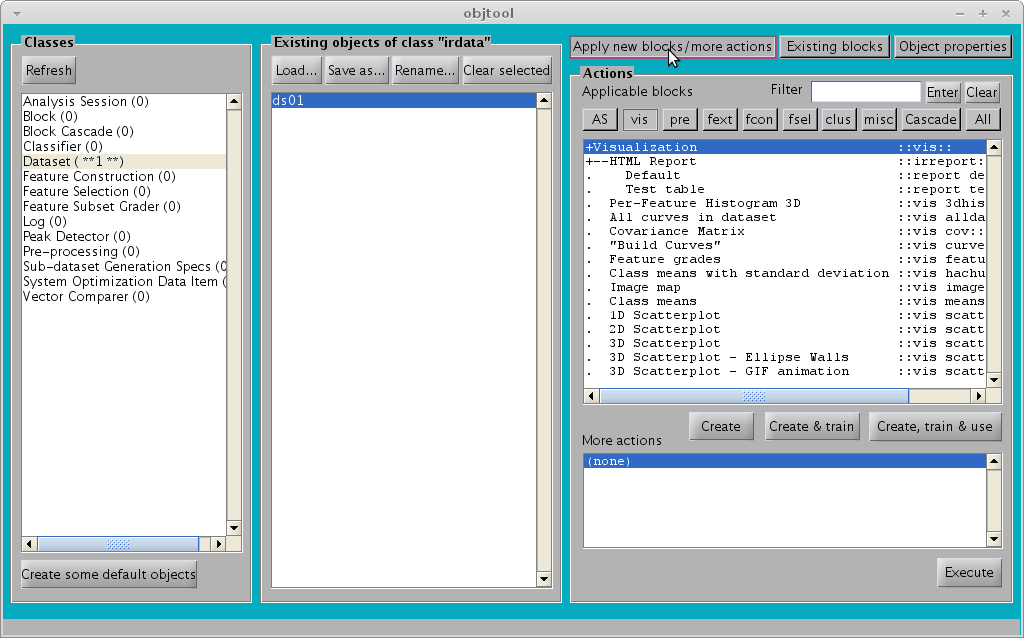 objtool
Classes
Refresh
Analysis Session (0)
Block (0)
Block Cascade (0)
Classifier (0)
Dataset ( **1 **)
Feature Construction (0)
Feature Selection (0)
Feature Subset Grader (0)
Log (0)
Peak Detector (0)
Pre-processing (0)
Sub-dataset Generation Specs (0
System Optimization Data Item (
Vector Comparer (0)
Create some default objects
Existing objects of class "irdata"
Load... Save as... Rename... Clear selected
ds01
Apply new blocks/more actions Existing blocks Object properties
Actions
Applicable blocks Filter Enter Clear
AS vis pre fext fcon fsel clus misc Cascade All
+Visualization ::vis::
+--HTML Report ::irreport:
. Default ::report de
. Test table ::report te
. Per-Feature Histogram 3D ::vis 3dhis
. All curves in dataset ::vis allda
. Covariance Matrix ::vis cov::
. "Build Curves" ::vis curve
. Feature grades ::vis featu
. Class means with standard deviation ::vis hachu
. Image map ::vis image
. Class means ::vis means
. 1D Scatterplot ::vis scatt
. 2D Scatterplot ::vis scatt
. 3D Scatterplot ::vis scatt
. 3D Scatterplot - Ellipse Walls ::vis scatt
. 3D Scatterplot - GIF animation ::vis scatt
Create Create & train Create, train & use
More actions
(none)
Execute